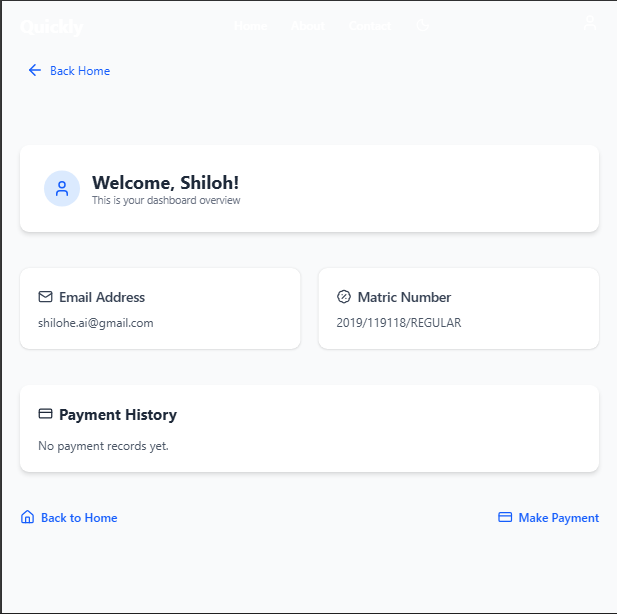 Quickly
Home About Contact
Back Home
Welcome, Shiloh!
This is your dashboard overview
Email Address
shilohe.ai@gmail.com
Matric Number
2019/119118/REGULAR
Payment History
No payment records yet.
Back to Home
Make Payment